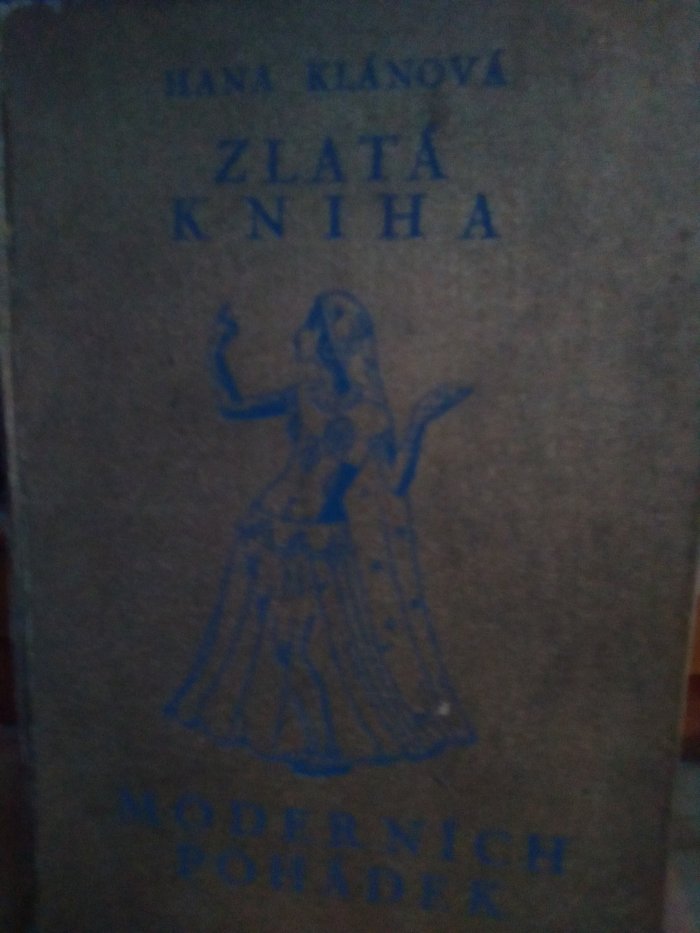 HANA KLÁNOVÁ
ZLATÁ
KNIHA
MODERNÍCH
POHÁDEK